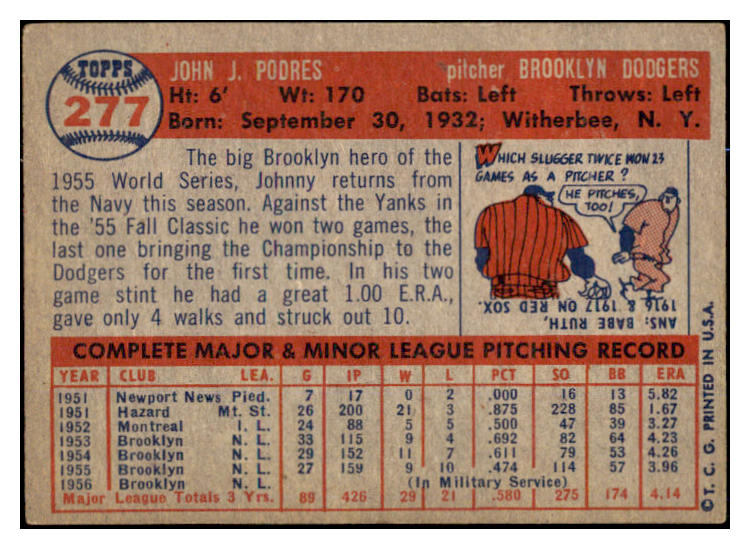 TOPPS
277
JOHN J. PODRES pitcher BROOKLYN DODGERS
Ht: 6' Wt: 170 Bats: Left Throws: Left
Born: September 30, 1932; Witherbee, N. Y.
The big Brooklyn hero of the
1955 World Series, Johnny returns from
the Navy this season. Against the Yanks in
the '55 Fall Classic he won two games, the
last one bringing the Championship to the
Dodgers for the first time. In his two
game stint he had a great 1.00 E.R.A.,
gave only 4 walks and struck out 10.
WHICH SLUGGER TWICE WON 23
GAMES AS A PITCHER?
HE PITCHES,
TOO!
ANS: BABE RUTH,
1916 & 1917 ON RED SOX.
COMPLETE MAJOR & MINOR LEAGUE PITCHING RECORD
YEAR CLUB LEA. G IP W L PCT SO BB ERA
1951 Newport News Pied. 7 17 0 2 .000 16 13 5.82
1951 Hazard Mt. St. 26 200 21 3 .875 228 85 1.67
1952 Montreal I. L. 24 88 5 5 .500 47 39 3.27
1953 Brooklyn N. L. 33 115 9 4 .692 82 64 4.23
1954 Brooklyn N. L. 29 152 11 7 .611 79 53 4.26
1955 Brooklyn N. L. 27 159 9 10 .474 114 57 3.96
1956 Brooklyn N. L. (In Military Service)
Major League Totals 3 Yrs. 89 426 29 21 .580 275 174 4.14
© T. C. G. PRINTED IN U.S.A.